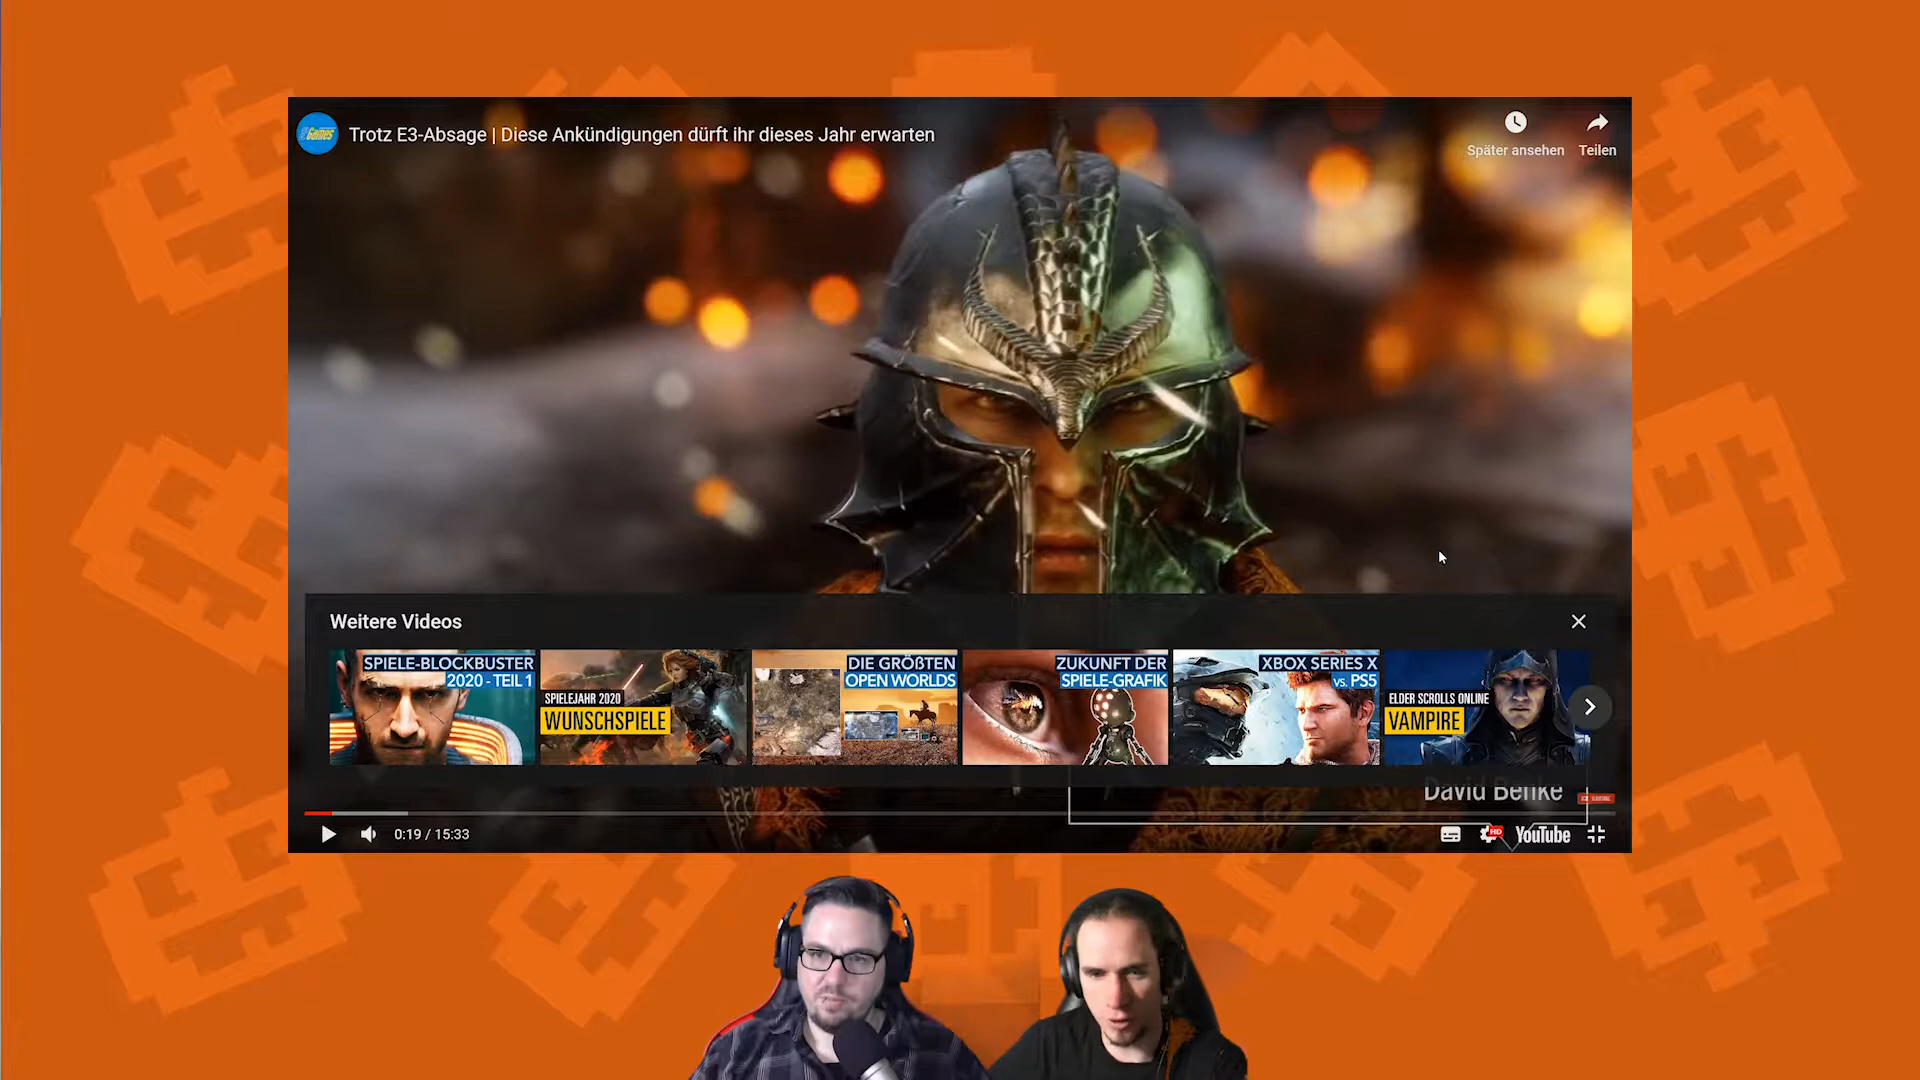 Games
Trotz E3-Absage | Diese Ankündigungen dürft ihr dieses Jahr erwarten
Später ansehen
Teilen
Weitere Videos
SPIELE-BLOCKBUSTER
2020 - TEIL 1
SPIELEJAHR 2020
WUNSCHSPIELE
DIE GRÖßTEN
OPEN WORLDS
ZUKUNFT DER
SPIELE-GRAFIK
XBOX SERIES X
vs. PS5
ELDER SCROLLS ONLINE
VAMPIRE
David Benke
0:19 / 15:33
HD
YouTube